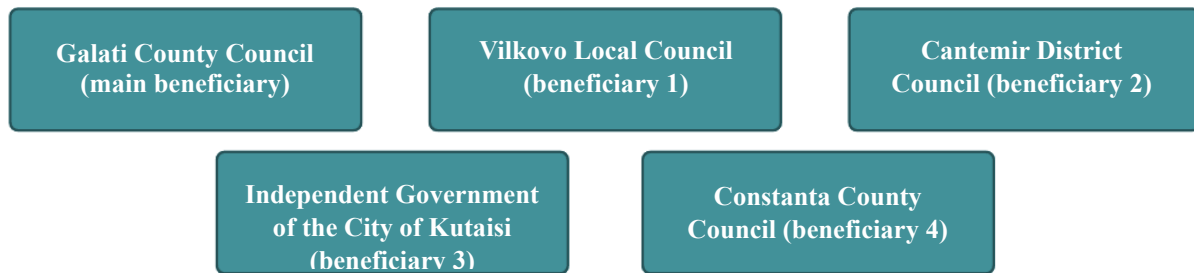 Galati County Council
(main beneficiary)
Vilkovo Local Council
(beneficiary 1)
Cantemir District
Council (beneficiary 2)
Independent Government
of the City of Kutaisi
(beneficiary 3)
Constanta County
Council (beneficiary 4)